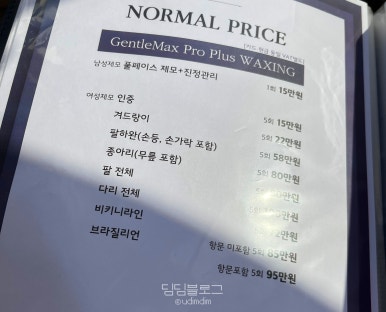 NORMAL PRICE
GentleMax Pro Plus WAXING
남성제모 풀페이스 제모+진정관리 1회 15만원
여성제모 인중 5회 15만원
겨드랑이 5회 22만원
팔하완(손등, 손가락 포함) 5회 58만원
종아리(무릎 포함) 5회 80만원
팔 전체
다리 전체
비키니라인
브라질리언 항문 미포함 5회 85만원
항문포함 5회 95만원
딤딤블로그
@udimdim